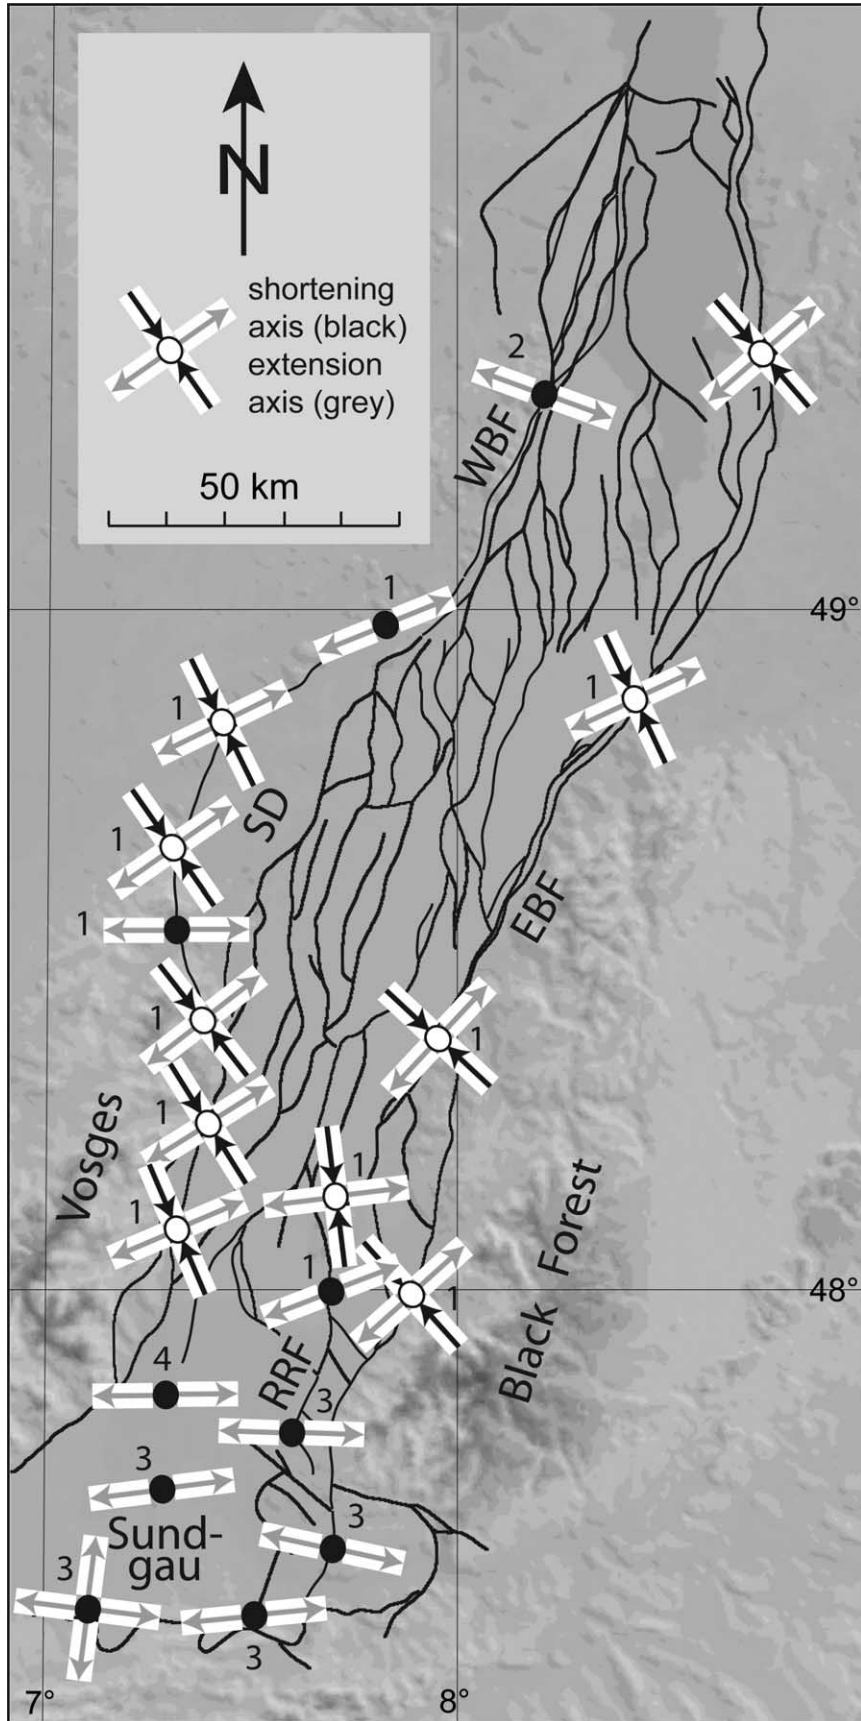 N
shortening
axis (black)
extension
axis (grey)
50 km
2
1
WBF
1
49°
1
1
SD
1
1
EBF
1
1
1
Vosges
1
1
1
1
48°
Black Forest
4
RRF
3
3
3
Sund-
gau
3
3
7°
8°